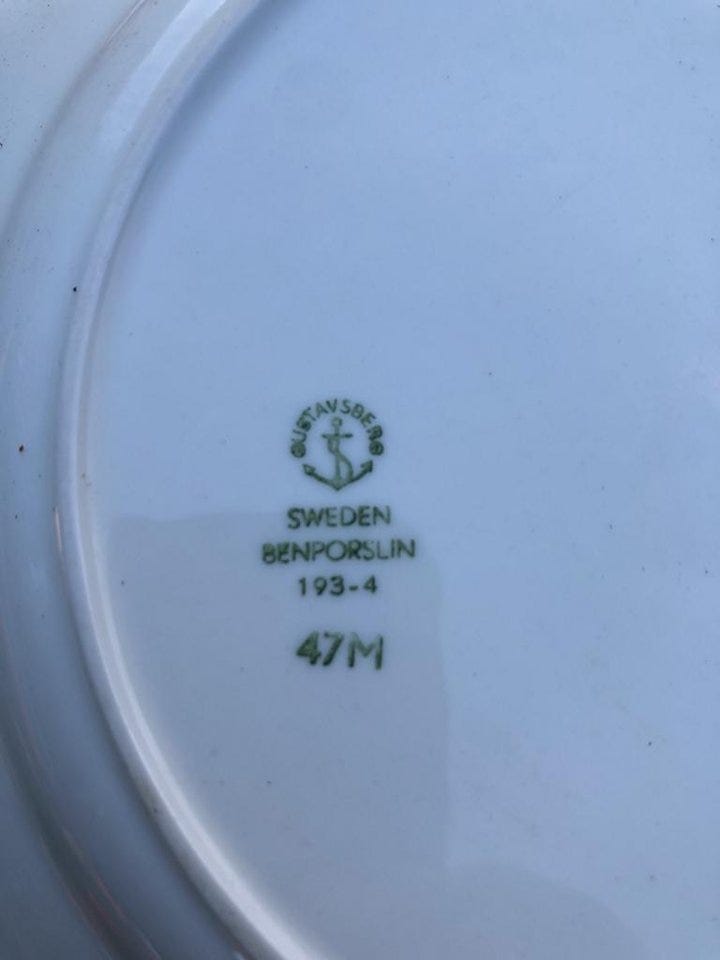 GUSTAVSBERG
SWEDEN
BENPORSLIN
193-4
47M